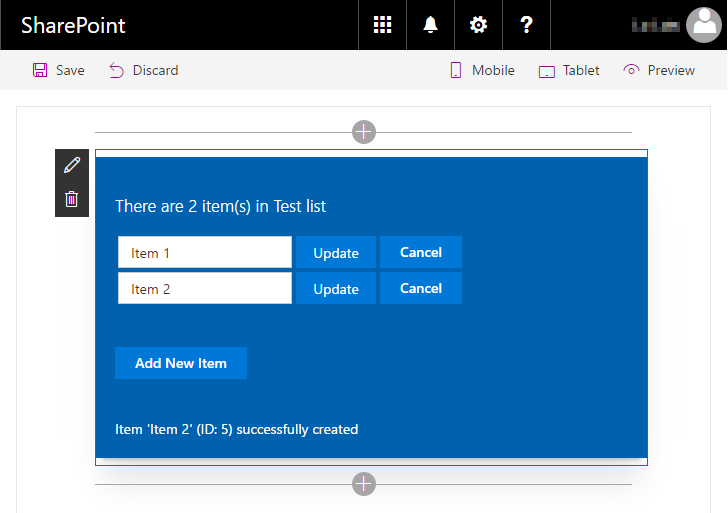 SharePoint ?
Save Discard Mobile Tablet Preview
There are 2 item(s) in Test list
Item 1 Update Cancel
Item 2 Update Cancel
Add New Item
Item 'Item 2' (ID: 5) successfully created